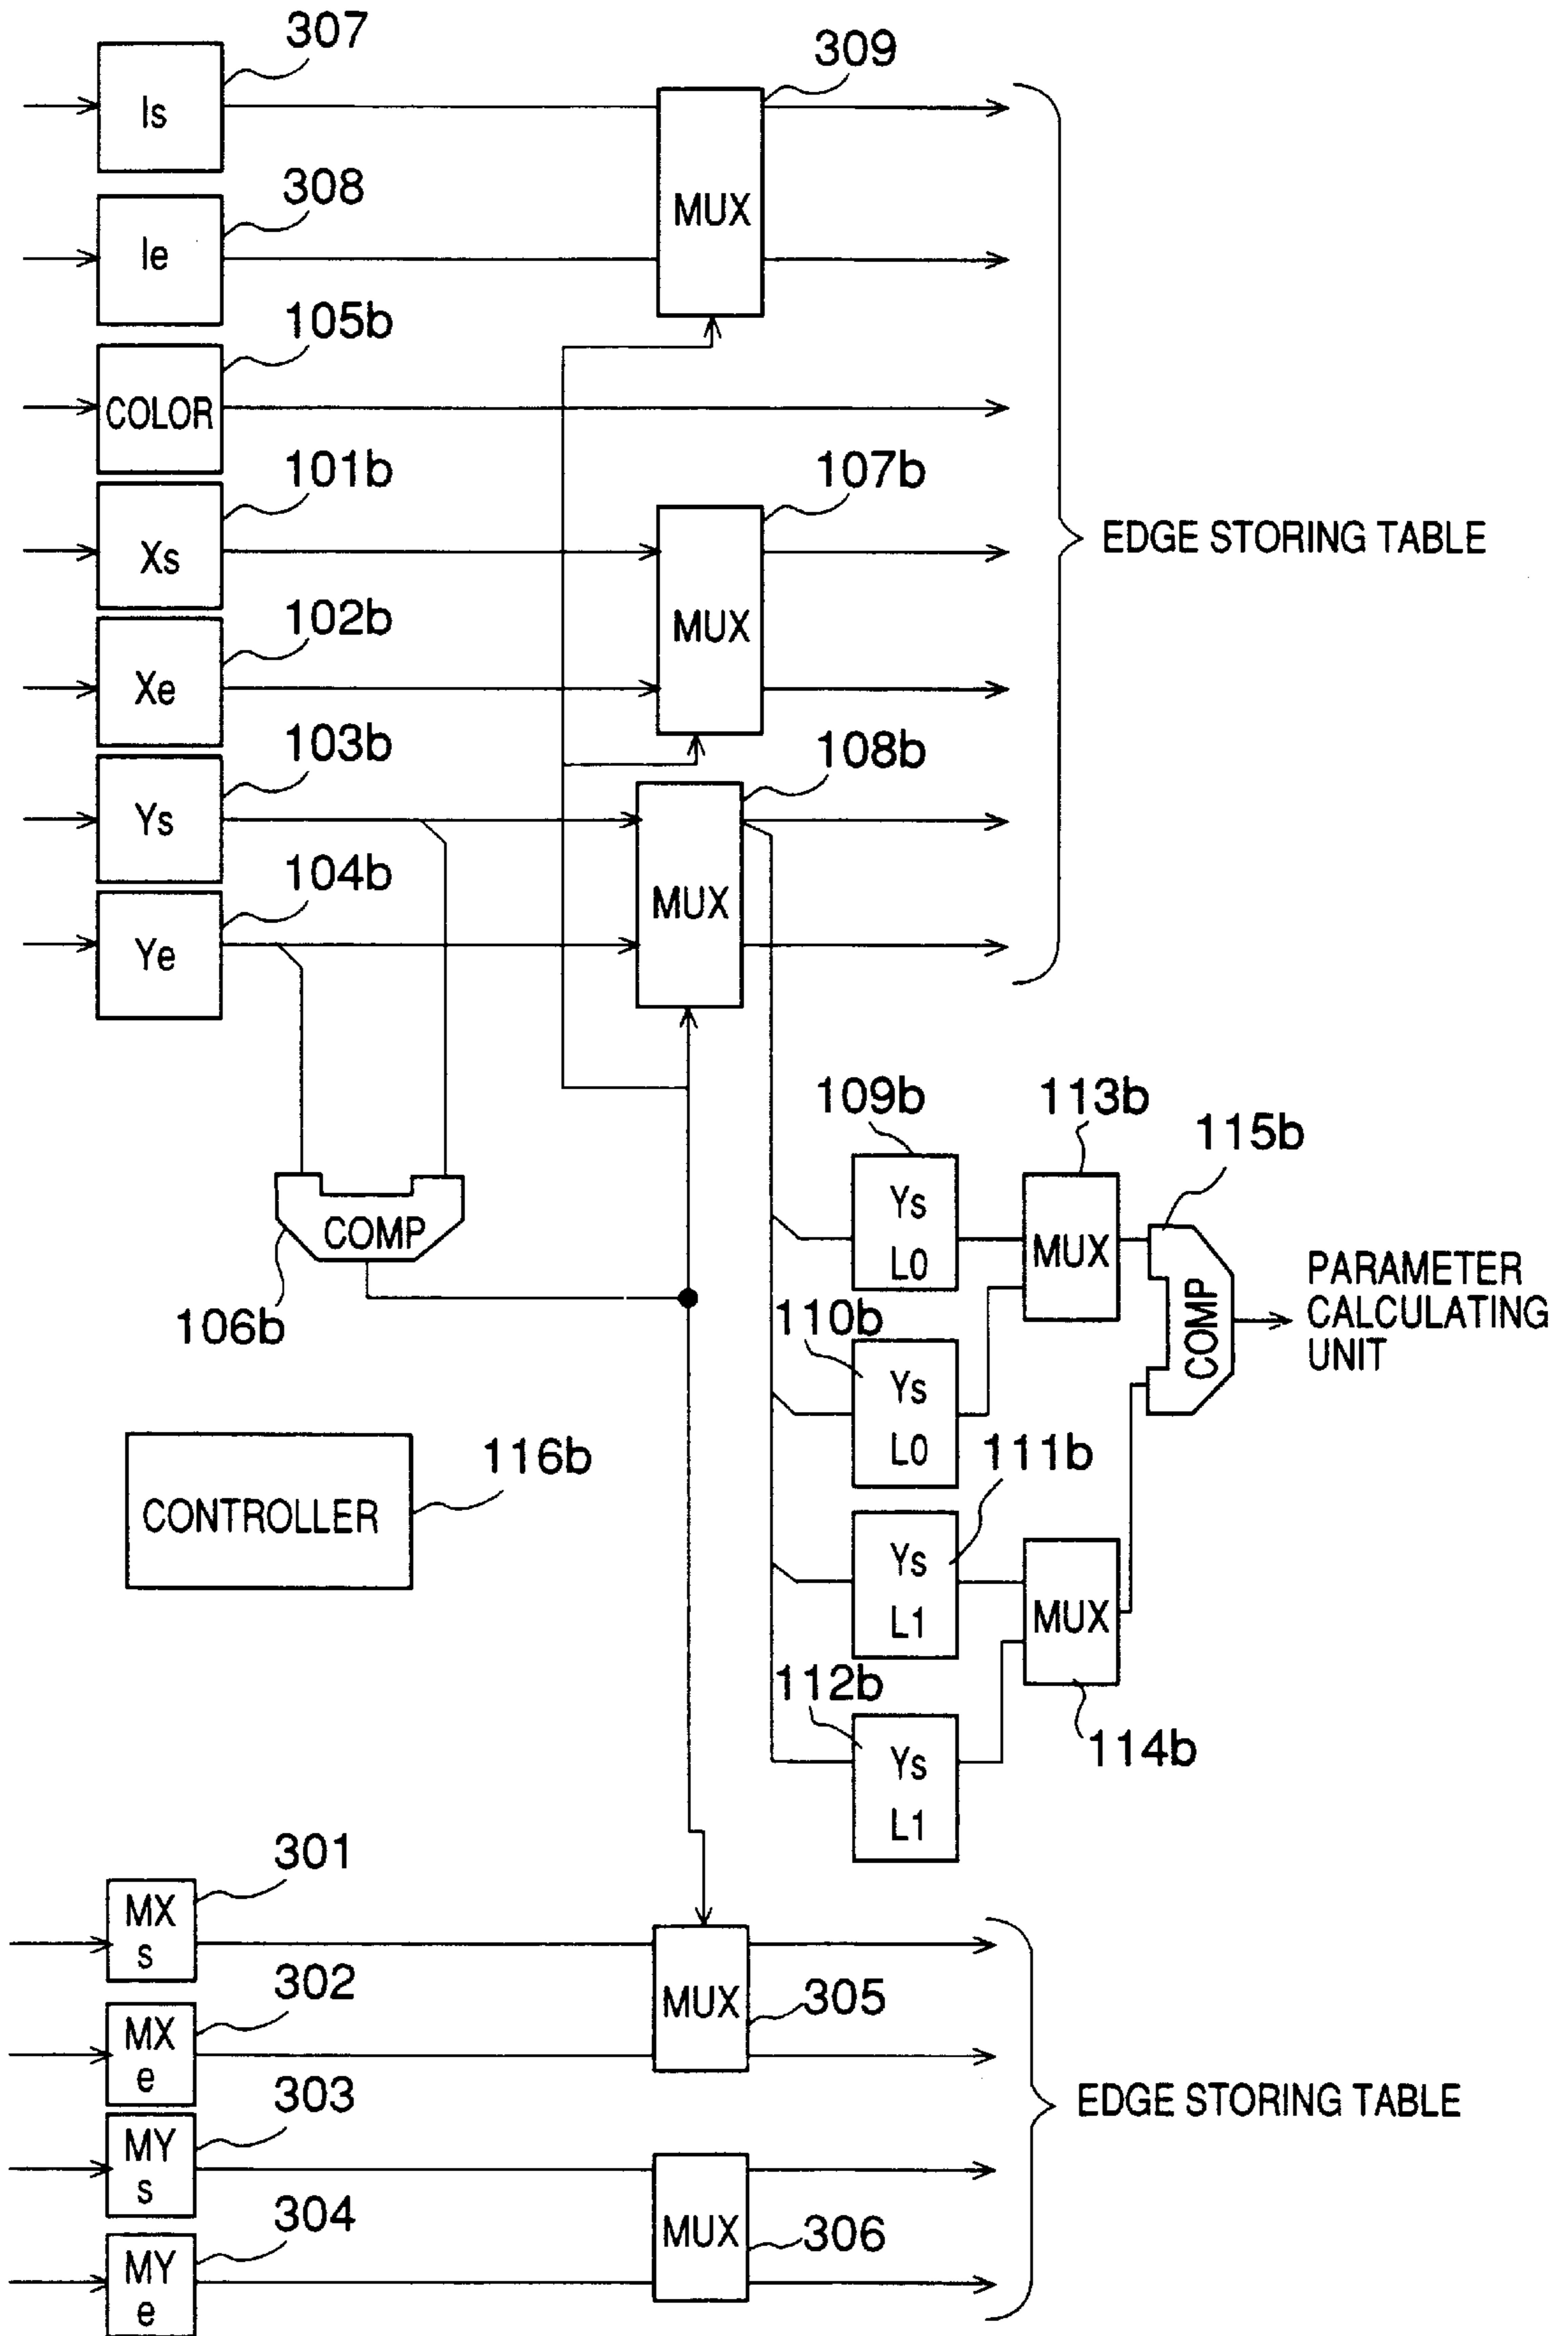 307
Is
309
MUX
308
Ie
105b
COLOR
101b
Xs
107b
MUX
EDGE STORING TABLE
102b
Xe
103b
Ys
108b
MUX
104b
Ye
COMP
106b
109b
Ys
L0
113b
MUX
115b
COMP
PARAMETER
CALCULATING
UNIT
110b
Ys
L0
CONTROLLER
116b
111b
Ys
L1
MUX
114b
112b
Ys
L1
301
MX
s
302
MX
e
MUX
305
303
MY
s
EDGE STORING TABLE
304
MY
e
MUX
306